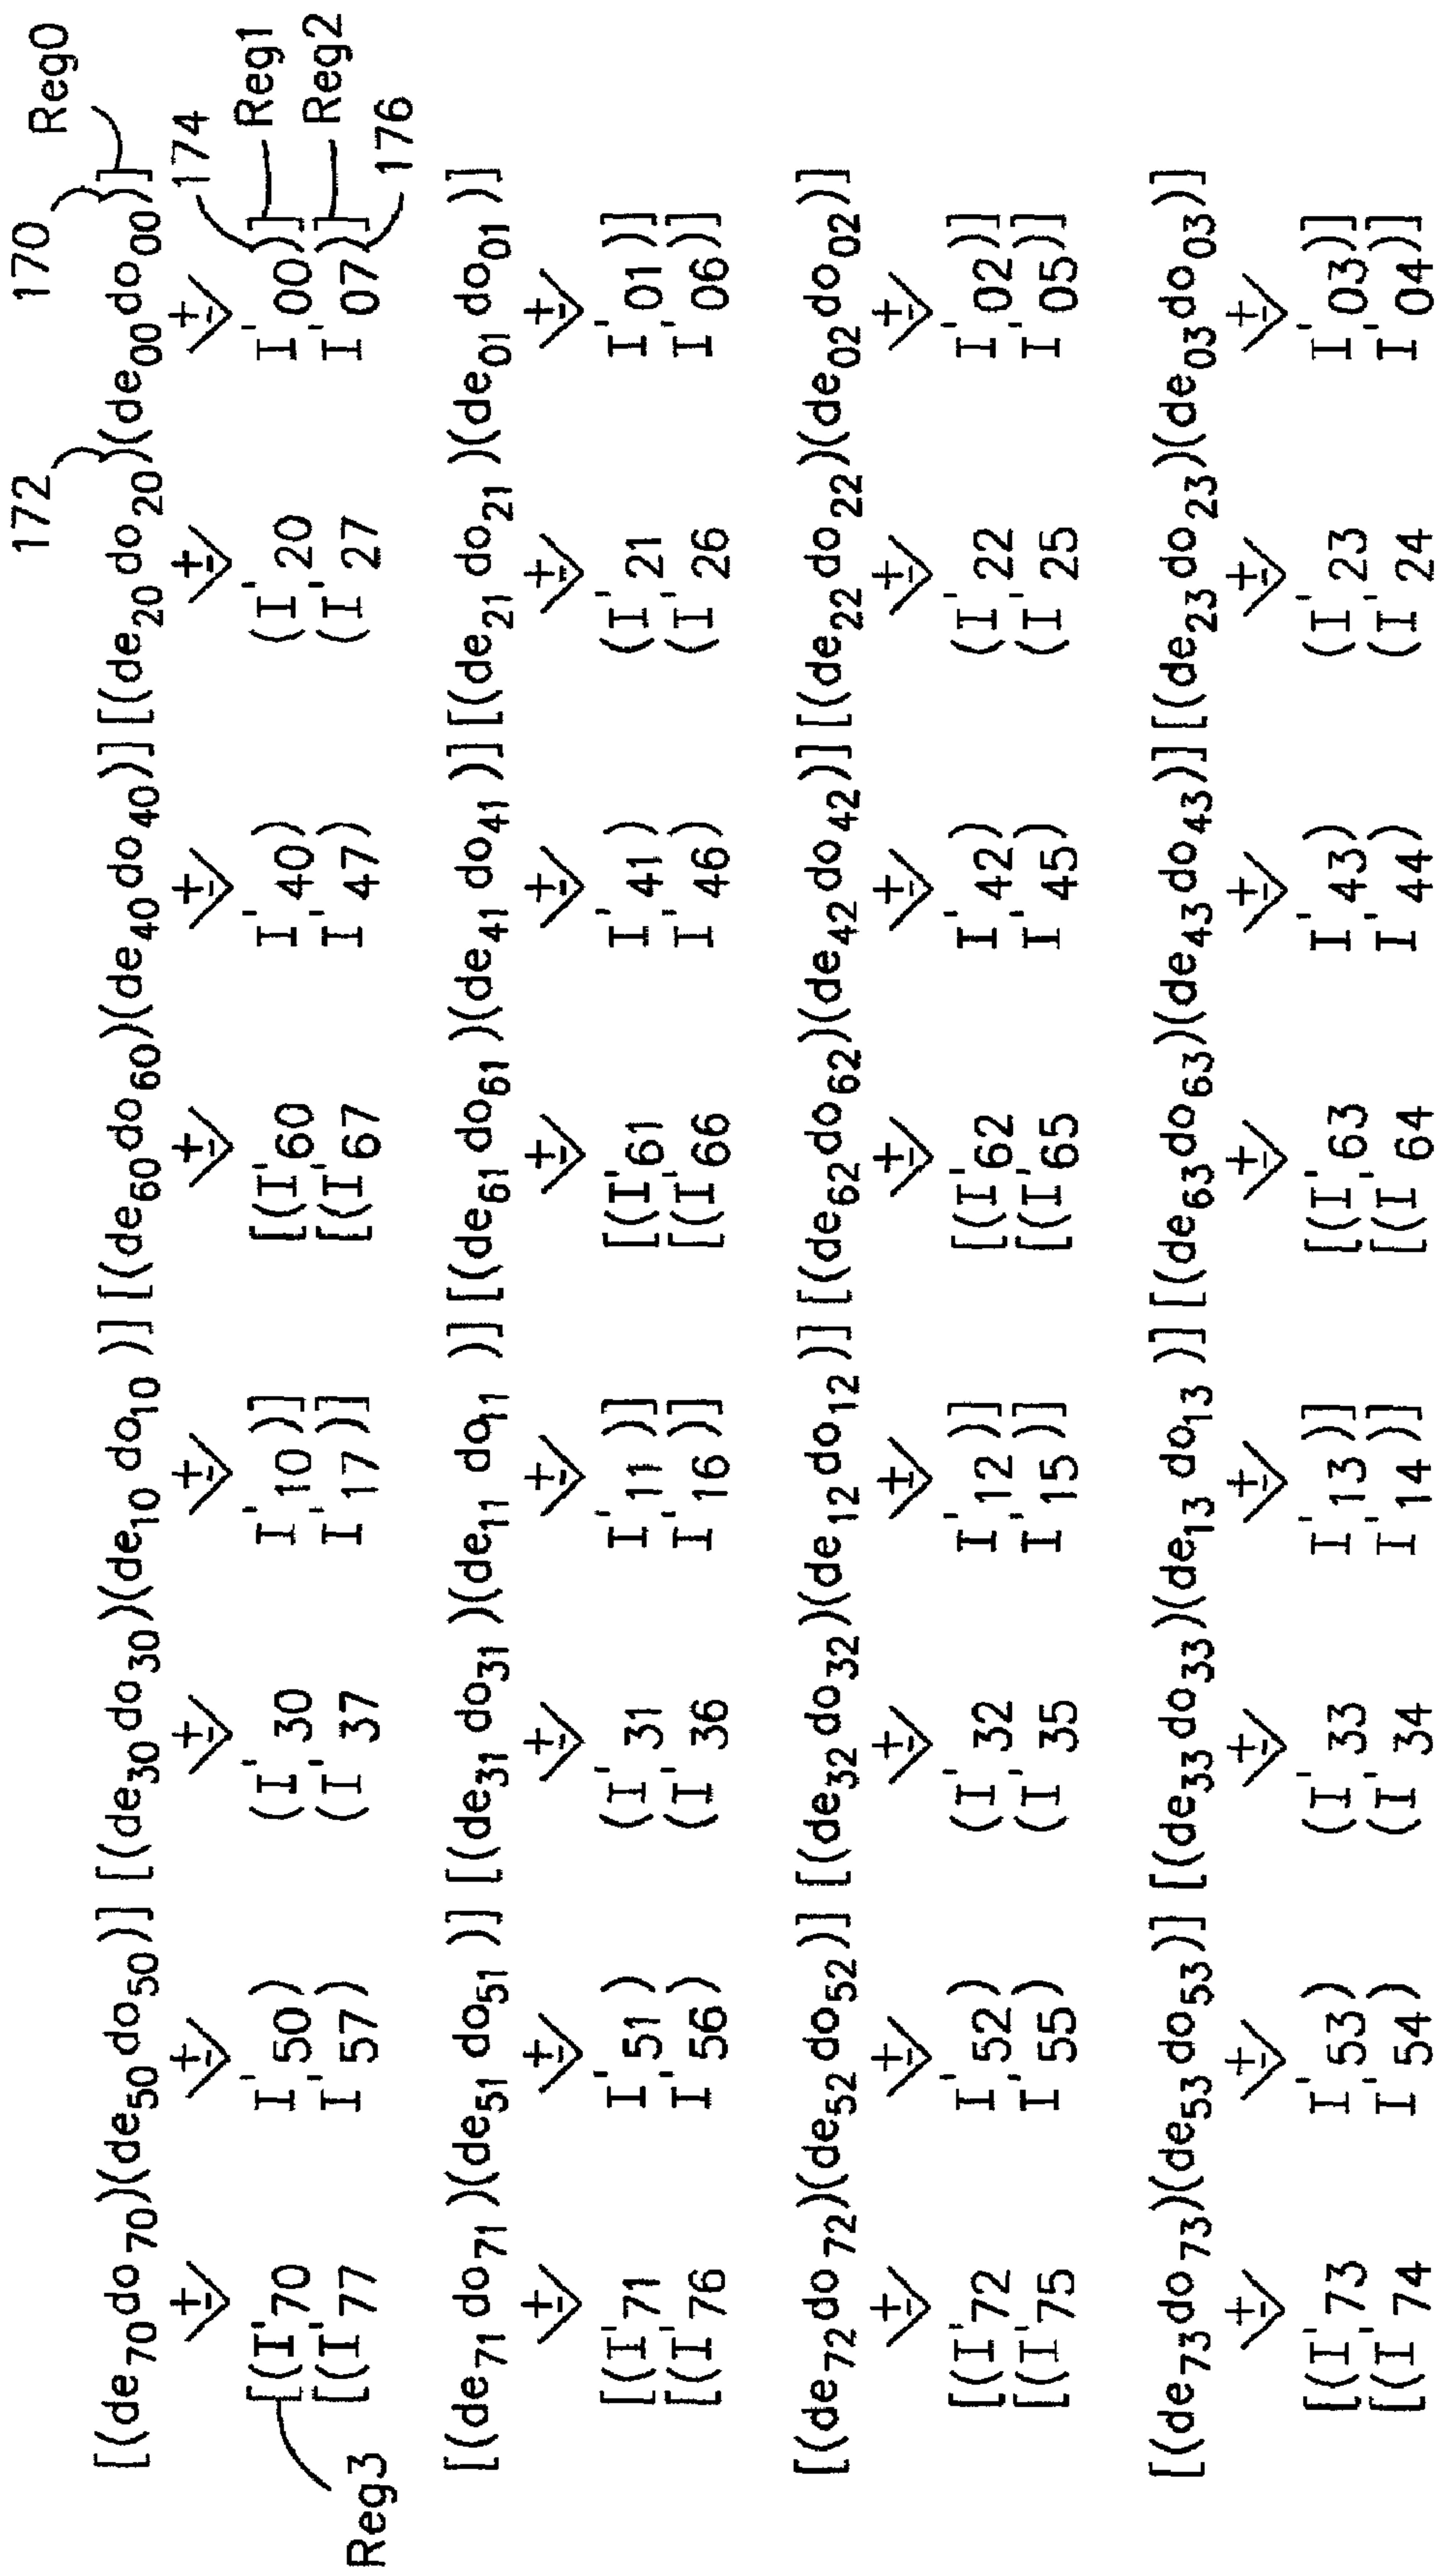 170
172
Reg0
[(de70do70)(de50do50)] [(de30do30)(de10do10)] [(de60do60)(de40do40)] [(de20do20)(de00do00)]
174
± ± ± ± ± ± ± ±
[(I'70 I'50) (I'30 I'10)] [(I'60 I'40) (I'20 I'00)]
Reg1
[(I'77 I'57) (I'37 I'17)] [(I'67 I'47) (I'27 I'07)]
Reg2
Reg3
176
[(de71do71)(de51do51)] [(de31do31)(de11do11)] [(de61do61)(de41do41)] [(de21do21)(de01do01)]
± ± ± ± ± ± ± ±
[(I'71 I'51) (I'31 I'11)] [(I'61 I'41) (I'21 I'01)]
[(I'76 I'56) (I'36 I'16)] [(I'66 I'46) (I'26 I'06)]
[(de72do72)(de52do52)] [(de32do32)(de12do12)] [(de62do62)(de42do42)] [(de22do22)(de02do02)]
± ± ± ± ± ± ± ±
[(I'72 I'52) (I'32 I'12)] [(I'62 I'42) (I'22 I'02)]
[(I'75 I'55) (I'35 I'15)] [(I'65 I'45) (I'25 I'05)]
[(de73do73)(de53do53)] [(de33do33)(de13do13)] [(de63do63)(de43do43)] [(de23do23)(de03do03)]
± ± ± ± ± ± ± ±
[(I'73 I'53) (I'33 I'13)] [(I'63 I'43) (I'23 I'03)]
[(I'74 I'54) (I'34 I'14)] [(I'64 I'44) (I'24 I'04)]